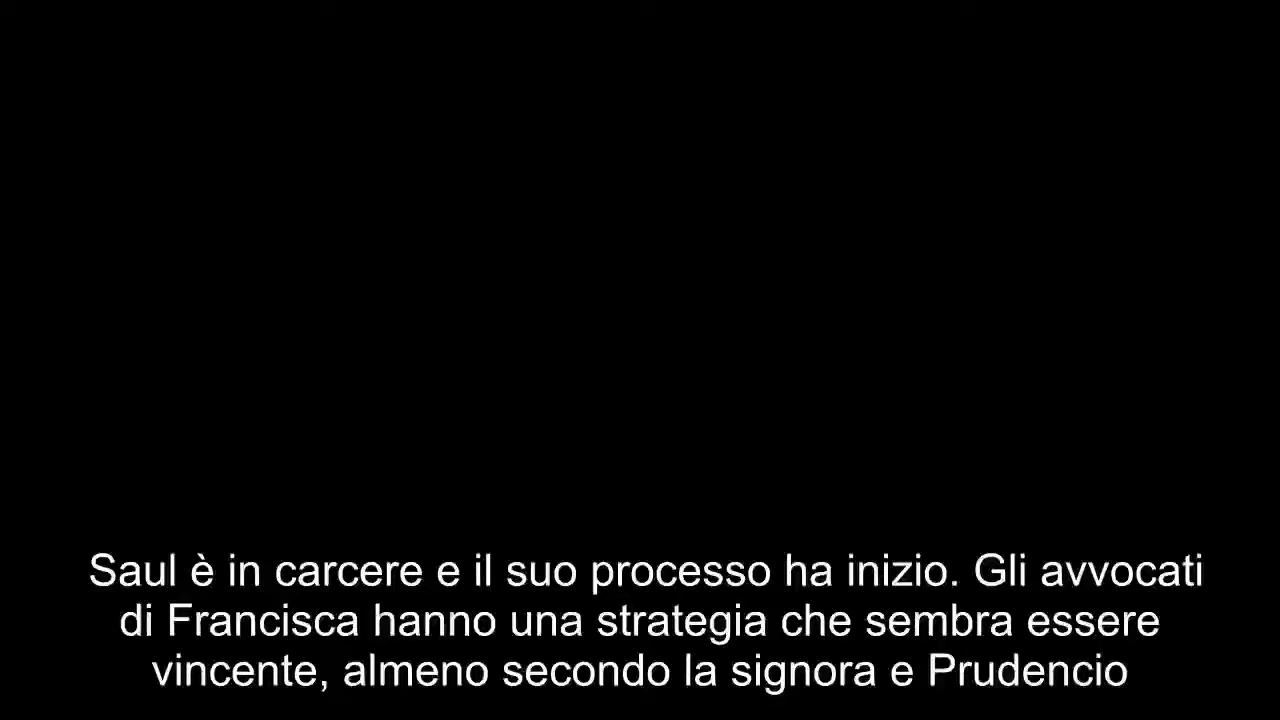 Saul è in carcere e il suo processo ha inizio. Gli avvocati
di Francisca hanno una strategia che sembra essere
vincente, almeno secondo la signora e Prudencio